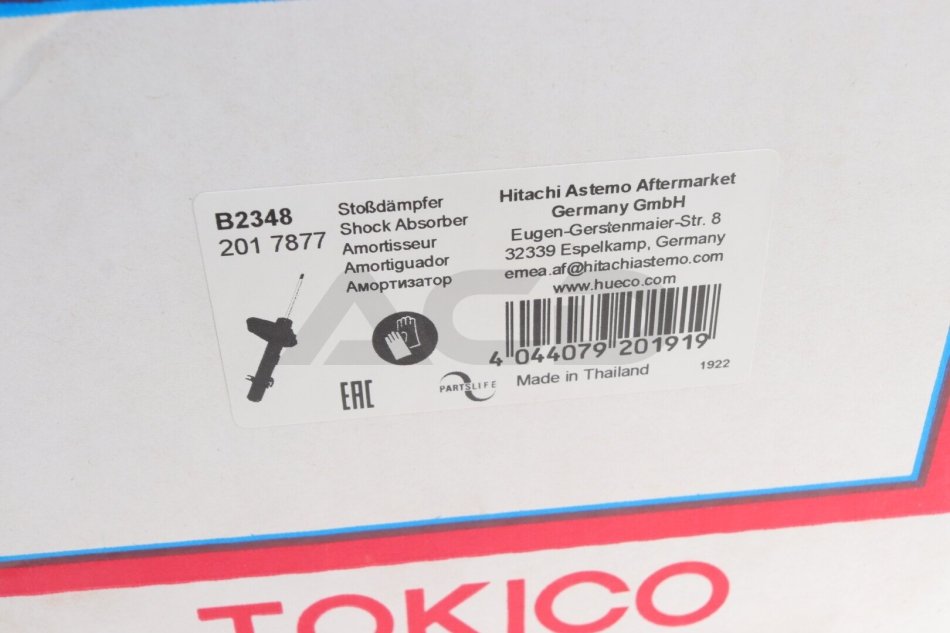 B2348
201 7877
Stoßdämpfer
Shock Absorber
Amortisseur
Amortiguador
Амортизатор
Hitachi Astemo Aftermarket
Germany GmbH
Eugen-Gerstenmaier-Str. 8
32339 Espelkamp, Germany
emea.af@hitachiastemo.com
www.hueco.com
4 044079 201919
Made in Thailand
1922
EAC
PARTSLIFE
TOKICO